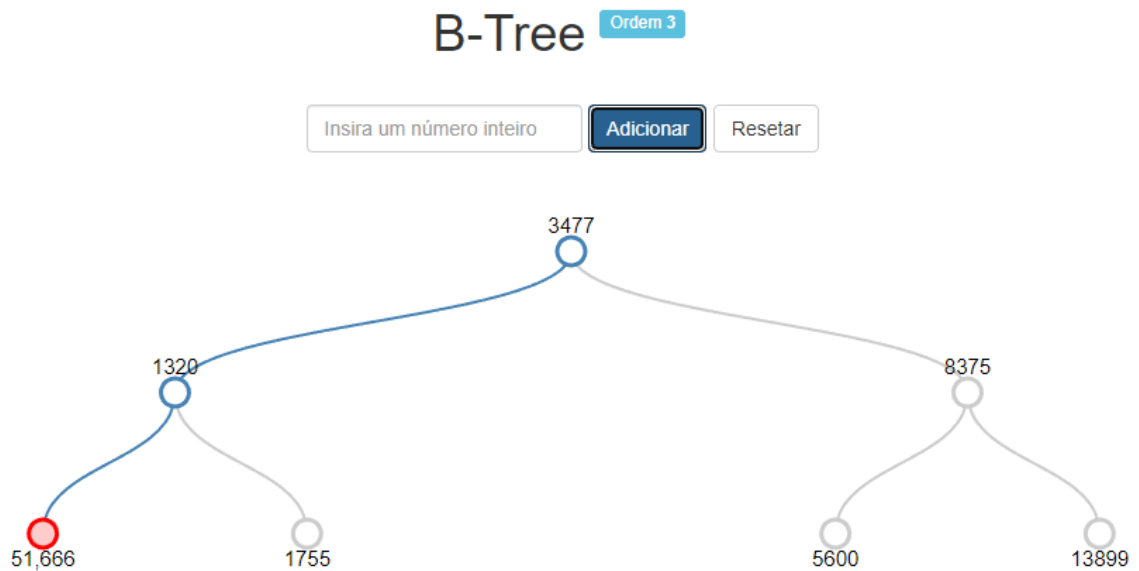 B-Tree Ordem 3
Insira um número inteiro Adicionar Resetar
3477
1320 8375
51,666 1755 5600 13899